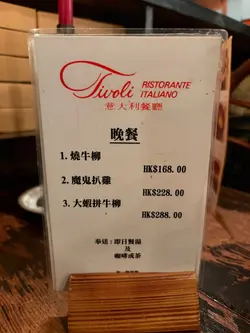 Tivoli RISTORANTE
ITALIANO
意大利餐廳
晚餐
1. 燒牛柳
HK$168.00
2. 魔鬼扒雞
HK$228.00
3. 大蝦拼牛柳
HK$288.00
奉送：即日餐湯
及
咖啡或茶